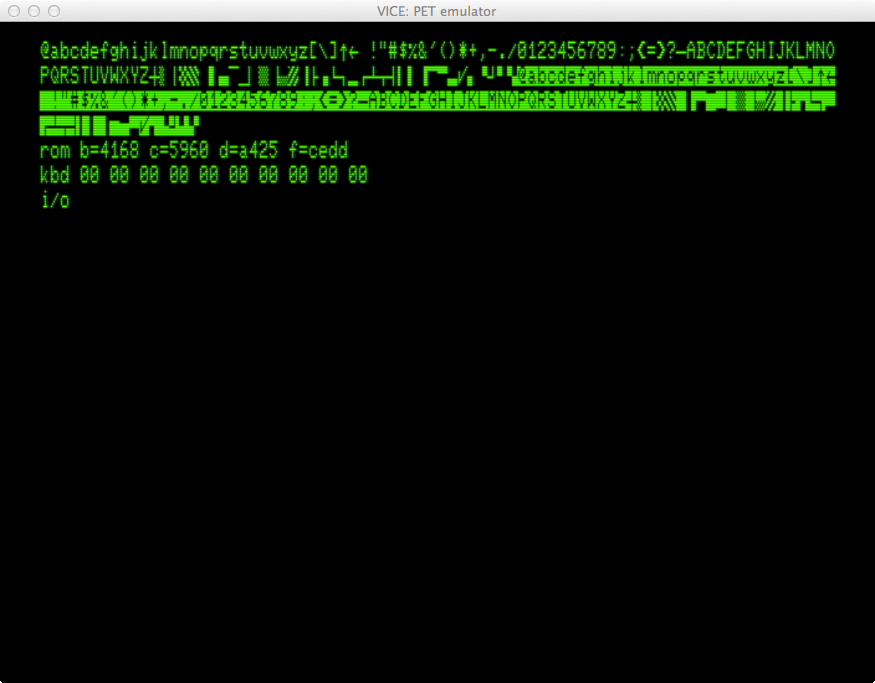 VICE: PET emulator
@abcdefghijklmnopqrstuvwxyz[\]↑← !"#$%&'()*+,-./0123456789:;<=>?─ABCDEFGHIJKLMNO
PQRSTUVWXYZ @abcdefghijklmnopqrstuvwxyz[\]↑←
!"#$%&'()*+,-./0123456789:;<=>?─ABCDEFGHIJKLMNOPQRSTUVWXYZ
rom b=4168 c=5960 d=a425 f=cedd
kbd 00 00 00 00 00 00 00 00 00 00
i/o